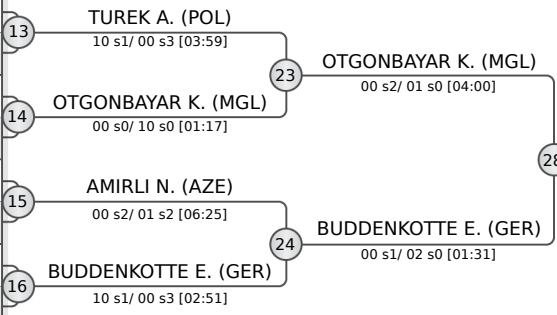 TUREK A. (POL)
13
10 s1/ 00 s3 [03:59]
OTGONBAYAR K. (MGL)
23
00 s2/ 01 s0 [04:00]
OTGONBAYAR K. (MGL)
14
00 s0/ 10 s0 [01:17]
28
AMIRLI N. (AZE)
15
00 s2/ 01 s2 [06:25]
BUDDENKOTTE E. (GER)
24
00 s1/ 02 s0 [01:31]
BUDDENKOTTE E. (GER)
16
10 s1/ 00 s3 [02:51]